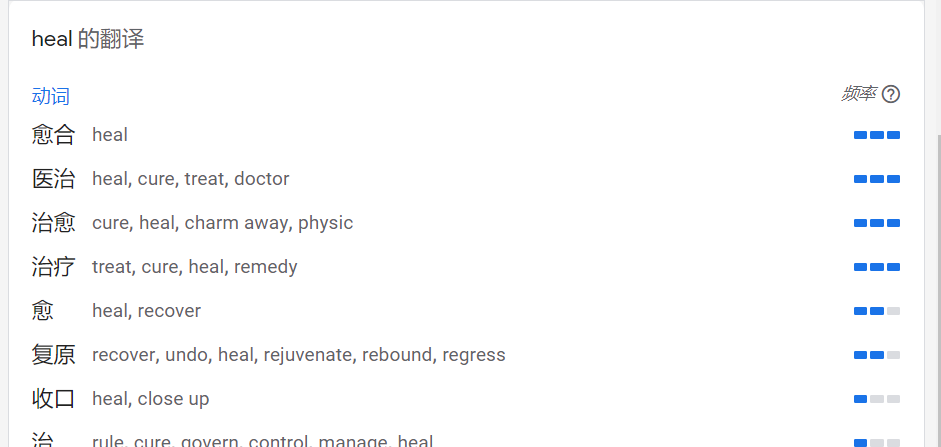 heal 的翻译
动词 频率
愈合 heal
医治 heal, cure, treat, doctor
治愈 cure, heal, charm away, physic
治疗 treat, cure, heal, remedy
愈 heal, recover
复原 recover, undo, heal, rejuvenate, rebound, regress
收口 heal, close up
治 rule, cure, govern, control, manage, heal